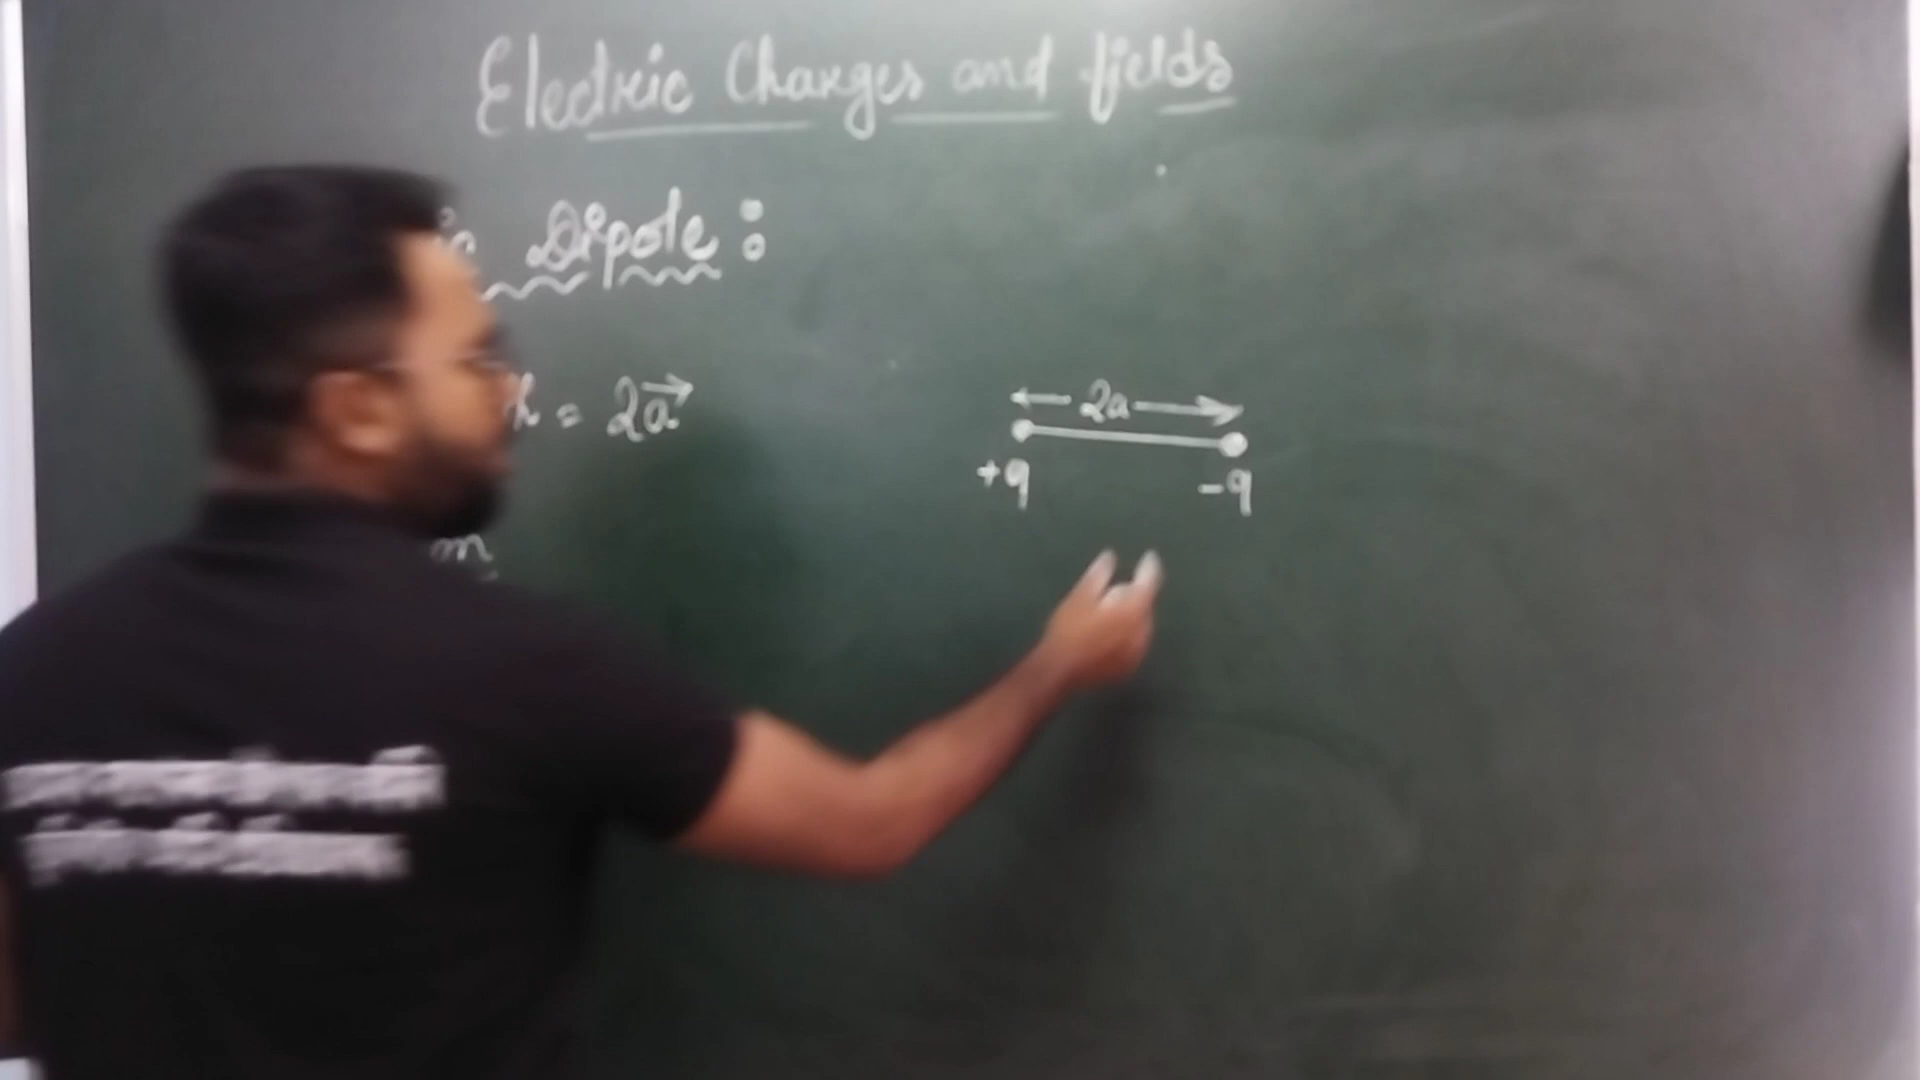 Electric Charges and fields
Dipole :
= 2a⃗
← 2a →
+q -q
m